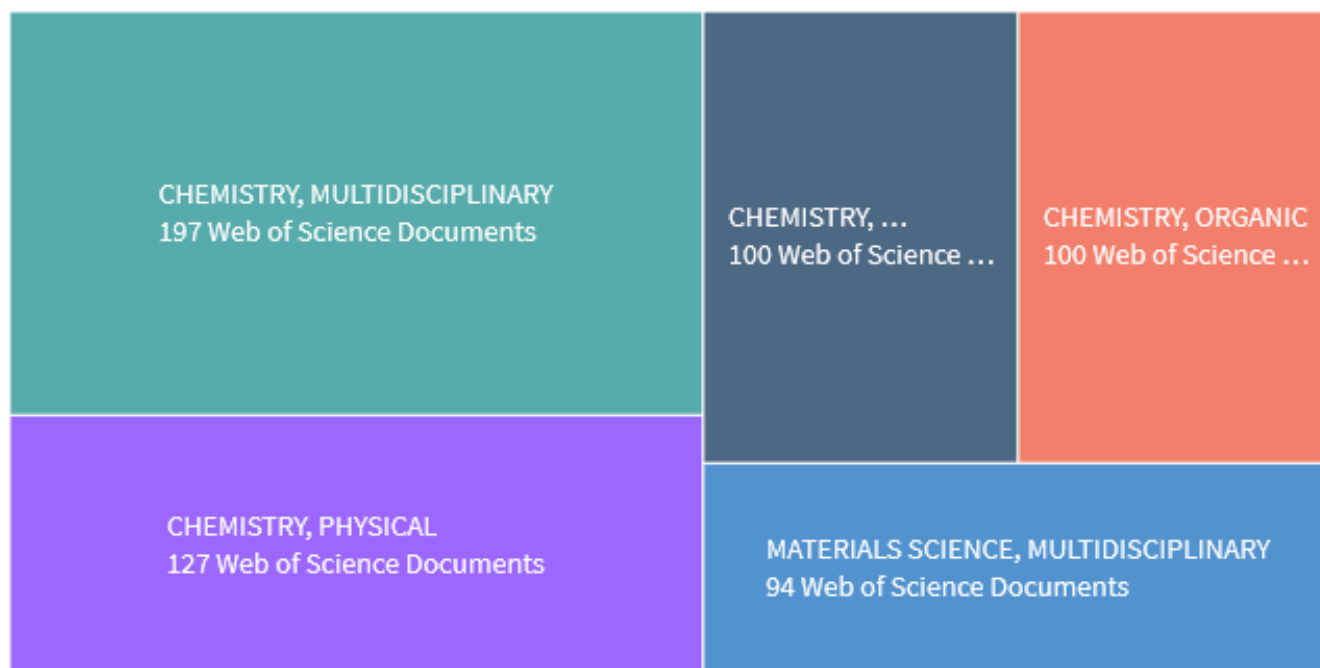 CHEMISTRY, MULTIDISCIPLINARY
197 Web of Science Documents
CHEMISTRY, ...
100 Web of Science ...
CHEMISTRY, ORGANIC
100 Web of Science ...
CHEMISTRY, PHYSICAL
127 Web of Science Documents
MATERIALS SCIENCE, MULTIDISCIPLINARY
94 Web of Science Documents